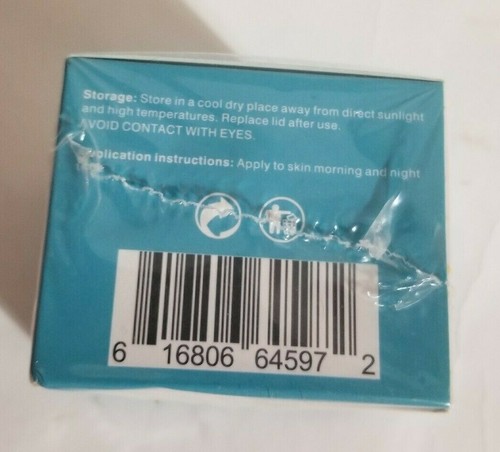 Storage: Store in a cool dry place away from direct sunlight
and high temperatures. Replace lid after use.
AVOID CONTACT WITH EYES.
Application instructions: Apply to skin morning and night
6 16806 64597 2